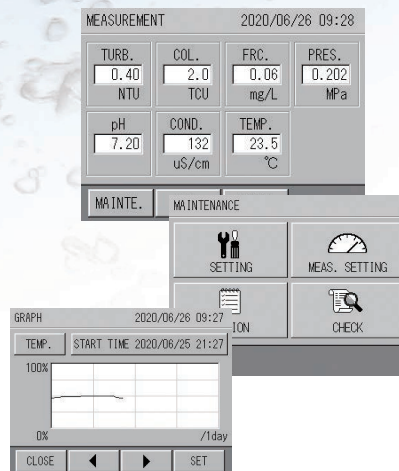 MEASUREMENT 2020/06/26 09:28
TURB. COL. FRC. PRES.
0.40 2.0 0.06 0.202
NTU TCU mg/L MPa
pH COND. TEMP.
7.20 132 23.5
uS/cm ℃
MAINTE.
MAINTENANCE
SETTING MEAS. SETTING
ION CHECK
GRAPH 2020/06/26 09:27
TEMP. START TIME 2020/06/25 21:27
100%
0% /1day
CLOSE SET